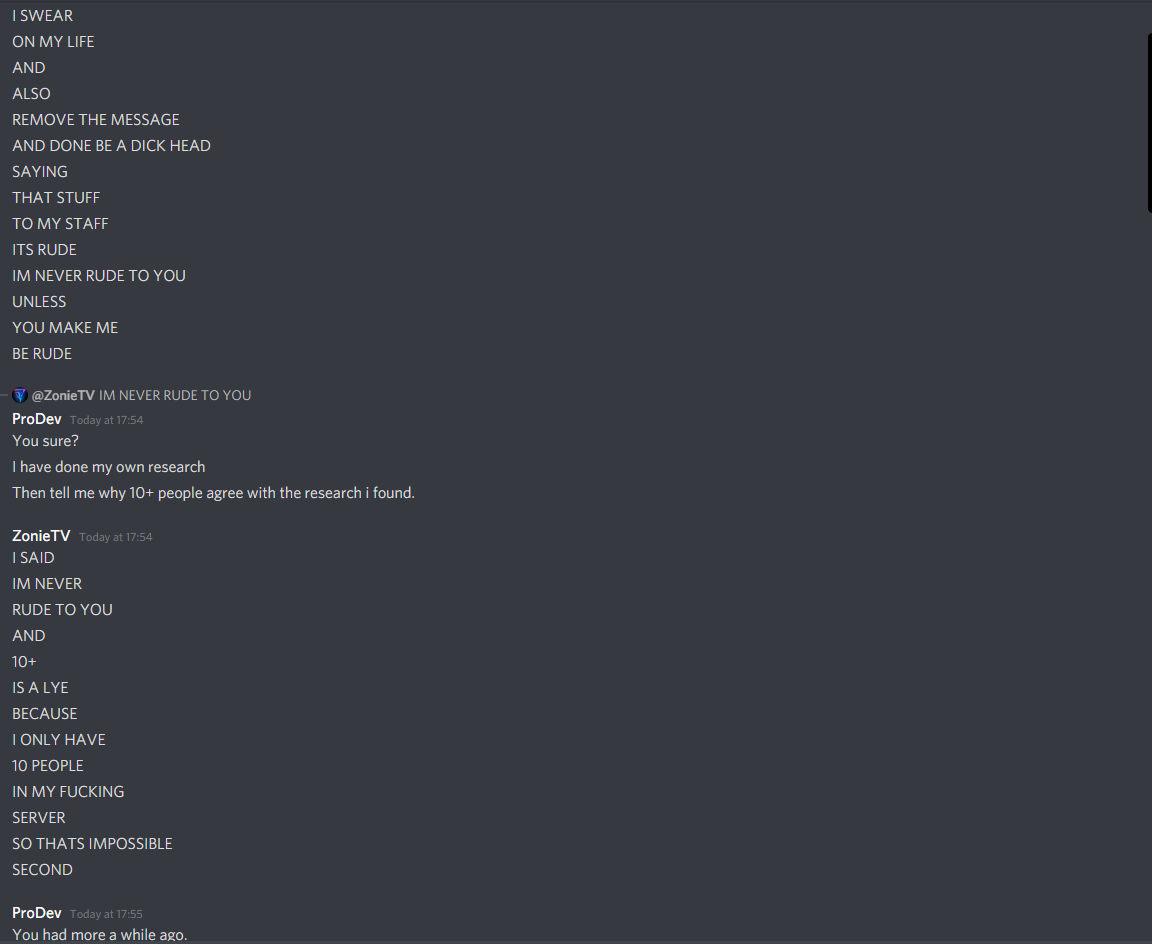 I SWEAR
ON MY LIFE
AND
ALSO
REMOVE THE MESSAGE
AND DONE BE A DICK HEAD
SAYING
THAT STUFF
TO MY STAFF
ITS RUDE
IM NEVER RUDE TO YOU
UNLESS
YOU MAKE ME
BE RUDE
@ZonieTV IM NEVER RUDE TO YOU
ProDev Today at 17:54
You sure?
I have done my own research
Then tell me why 10+ people agree with the research i found.
ZonieTV Today at 17:54
I SAID
IM NEVER
RUDE TO YOU
AND
10+
IS A LYE
BECAUSE
I ONLY HAVE
10 PEOPLE
IN MY FUCKING
SERVER
SO THATS IMPOSSIBLE
SECOND
ProDev Today at 17:55
You had more a while ago.